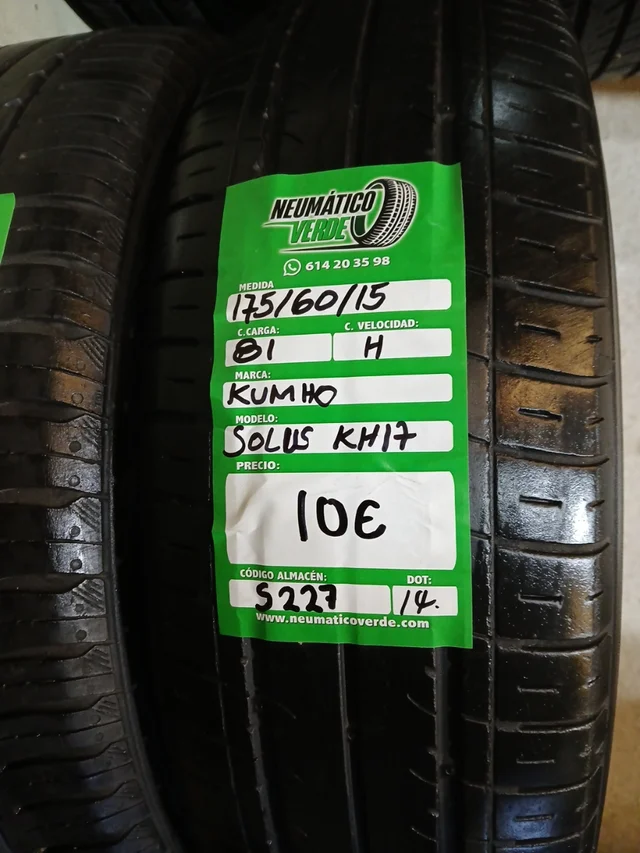 NEUMÁTICO
VERDE
614 20 35 98
MEDIDA
175/60/15
C.CARGA: C. VELOCIDAD:
81 H
MARCA:
KUMHO
MODELO:
SOLUS KH17
PRECIO:
10€
CÓDIGO ALMACÉN: DOT:
S227 14.
www.neumaticoverde.com